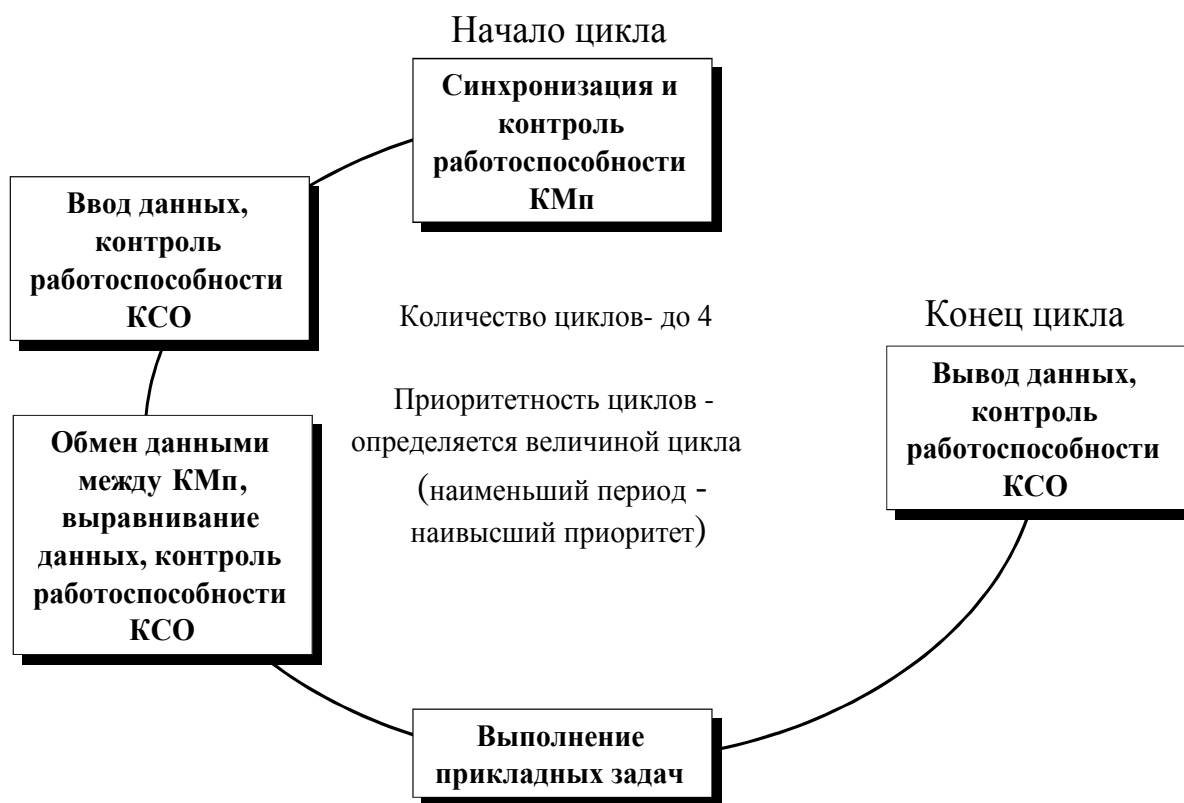 Начало цикла
Синхронизация и
контроль
работоспособности
КМп
Ввод данных,
контроль
работоспособности
КСО
Обмен данными
между КМп,
выравнивание
данных, контроль
работоспособности
КСО
Количество циклов- до 4
Приоритетность циклов -
определяется величиной цикла
(наименьший период -
наивысший приоритет)
Выполнение
прикладных задач
Конец цикла
Вывод данных,
контроль
работоспособности
КСО